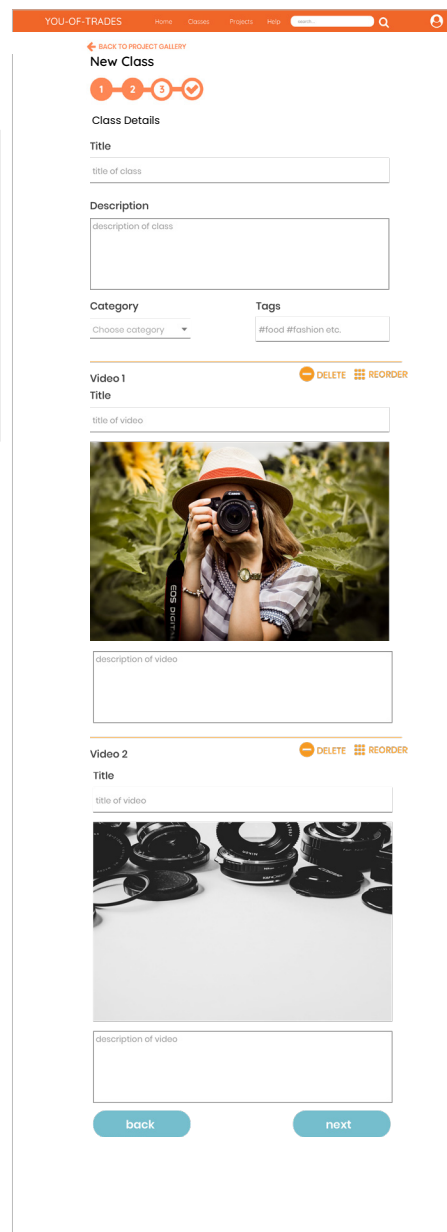 YOU-OF-TRADES Home Classes Projects Help search...
BACK TO PROJECT GALLERY
New Class
1 2 3
Class Details
Title
title of class
Description
description of class
Category Tags
Choose category #food #fashion etc.
Video 1 DELETE REORDER
Title
title of video
Canon
EOS DIGITAL
description of video
Video 2 DELETE REORDER
Title
title of video
description of video
back next